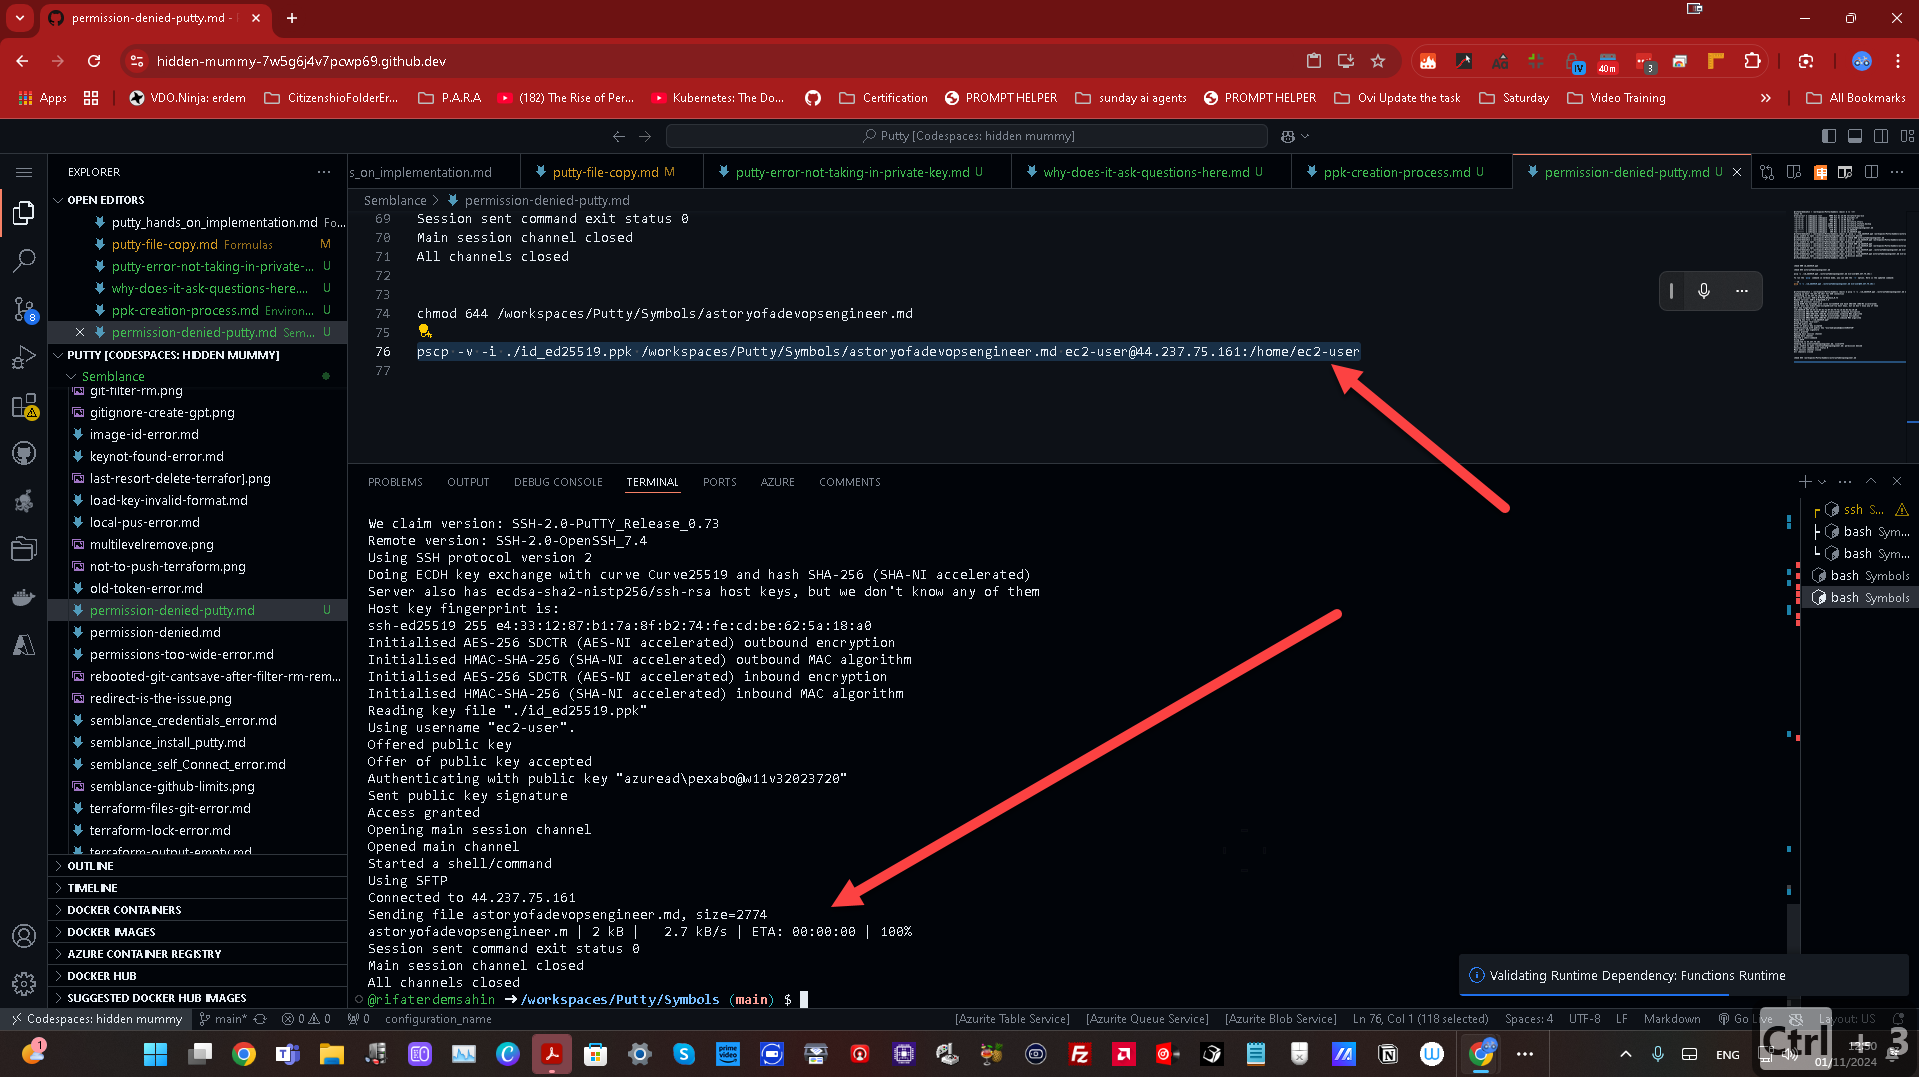 permission-denied-putty.md -
hidden-mummy-7w5g6j4v7pcwp69.github.dev
IV
40m
3
Apps
VDO.Ninja: erdem
CitizenshioFolderEr...
P.A.R.A
(182) The Rise of Per...
Kubernetes: The Do...
Certification
PROMPT HELPER
sunday ai agents
PROMPT HELPER
Ovi Update the task
Saturday
Video Training
All Bookmarks
Putty [Codespaces: hidden mummy]
EXPLORER
OPEN EDITORS
putty_hands_on_implementation.md Fo...
putty-file-copy.md Formulas M
putty-error-not-taking-in-private-... U
why-does-it-ask-questions-here.... U
ppk-creation-process.md Environ... U
permission-denied-putty.md Sem... U
PUTTY [CODESPACES: HIDDEN MUMMY]
Semblance
git-filter-rm.png
gitignore-create-gpt.png
image-id-error.md
keynot-found-error.md
last-resort-delete-terrafor].png
load-key-invalid-format.md
local-pus-error.md
multilevelremove.png
not-to-push-terraform.png
old-token-error.md
permission-denied-putty.md U
permission-denied.md
permissions-too-wide-error.md
rebooted-git-cantsave-after-filter-rm-rem...
redirect-is-the-issue.png
semblance_credentials_error.md
semblance_install_putty.md
semblance_self_Connect_error.md
semblance-github-limits.png
terraform-files-git-error.md
terraform-lock-error.md
terraform-output-empty.md
OUTLINE
TIMELINE
DOCKER CONTAINERS
DOCKER IMAGES
AZURE CONTAINER REGISTRY
DOCKER HUB
SUGGESTED DOCKER HUB IMAGES
8
s_on_implementation.md
putty-file-copy.md M
putty-error-not-taking-in-private-key.md U
why-does-it-ask-questions-here.md U
ppk-creation-process.md U
permission-denied-putty.md U
Semblance > permission-denied-putty.md
69 Session sent command exit status 0
70 Main session channel closed
71 All channels closed
72
73
74 chmod 644 /workspaces/Putty/Symbols/astoryofadevopsengineer.md
75
76 pscp -v -i ./id_ed25519.ppk /workspaces/Putty/Symbols/astoryofadevopsengineer.md ec2-user@44.237.75.161:/home/ec2-user
77
PROBLEMS OUTPUT DEBUG CONSOLE TERMINAL PORTS AZURE COMMENTS
We claim version: SSH-2.0-PuTTY_Release_0.73
Remote version: SSH-2.0-OpenSSH_7.4
Using SSH protocol version 2
Doing ECDH key exchange with curve Curve25519 and hash SHA-256 (SHA-NI accelerated)
Server also has ecdsa-sha2-nistp256/ssh-rsa host keys, but we don't know any of them
Host key fingerprint is:
ssh-ed25519 255 e4:33:12:87:b1:7a:8f:b2:74:fe:cd:be:62:5a:18:a0
Initialised AES-256 SDCTR (AES-NI accelerated) outbound encryption
Initialised HMAC-SHA-256 (SHA-NI accelerated) outbound MAC algorithm
Initialised AES-256 SDCTR (AES-NI accelerated) inbound encryption
Initialised HMAC-SHA-256 (SHA-NI accelerated) inbound MAC algorithm
Reading key file "./id_ed25519.ppk"
Using username "ec2-user".
Offered public key
Offer of public key accepted
Authenticating with public key "azuread\pexabo@w11v32023720"
Sent public key signature
Access granted
Opening main session channel
Opened main channel
Started a shell/command
Using SFTP
Connected to 44.237.75.161
Sending file astoryofadevopsengineer.md, size=2774
astoryofadevopsengineer.m | 2 kB | 2.7 kB/s | ETA: 00:00:00 | 100%
Session sent command exit status 0
Main session channel closed
All channels closed
@rifaterdemsahin ➜/workspaces/Putty/Symbols (main) $
ssh S...
bash Sym...
bash Sym...
bash Symbols
bash Symbols
Validating Runtime Dependency: Functions Runtime
Codespaces: hidden mummy
main*
0 0
0
configuration_name
[Azurite Table Service]
[Azurite Queue Service]
[Azurite Blob Service]
Ln 76, Col 1 (118 selected)
Spaces: 4
UTF-8
LF
Markdown
Go Live
Layout: US
Ctrl + 3
1
ENG
12:50
01/11/2024